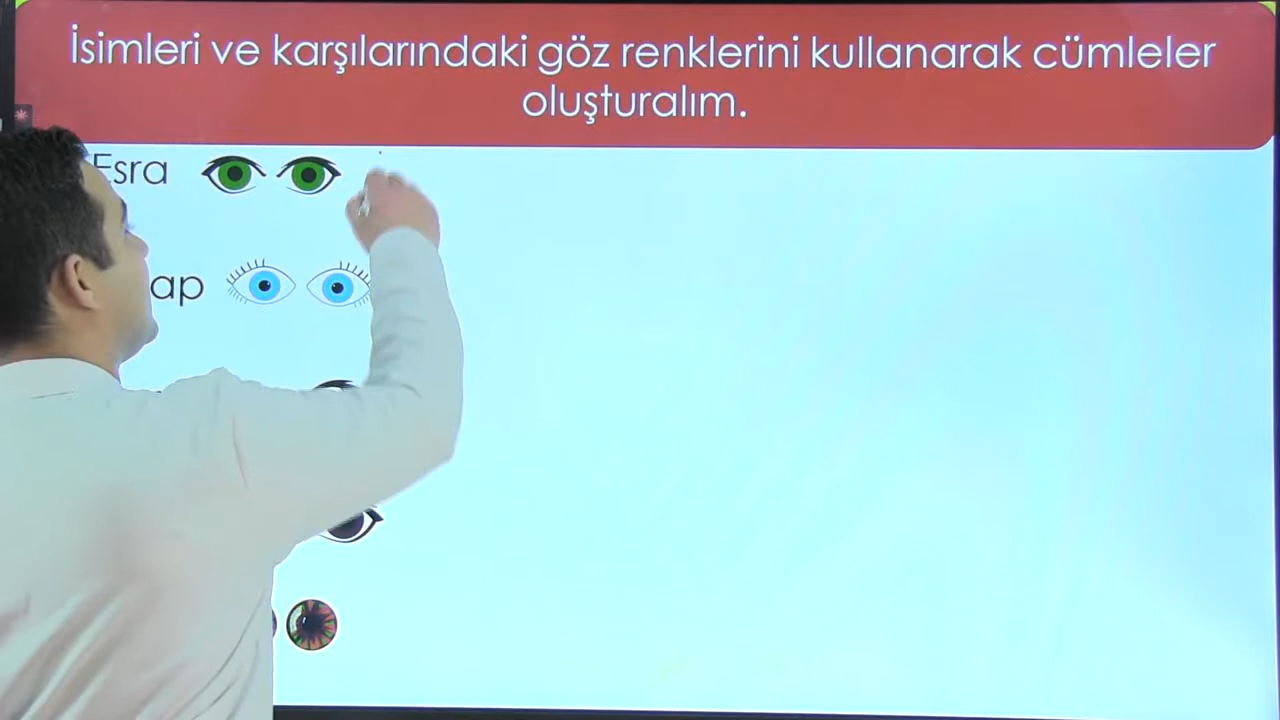 İsimleri ve karşılarındaki göz renklerini kullanarak cümleler
oluşturalım.
Esra